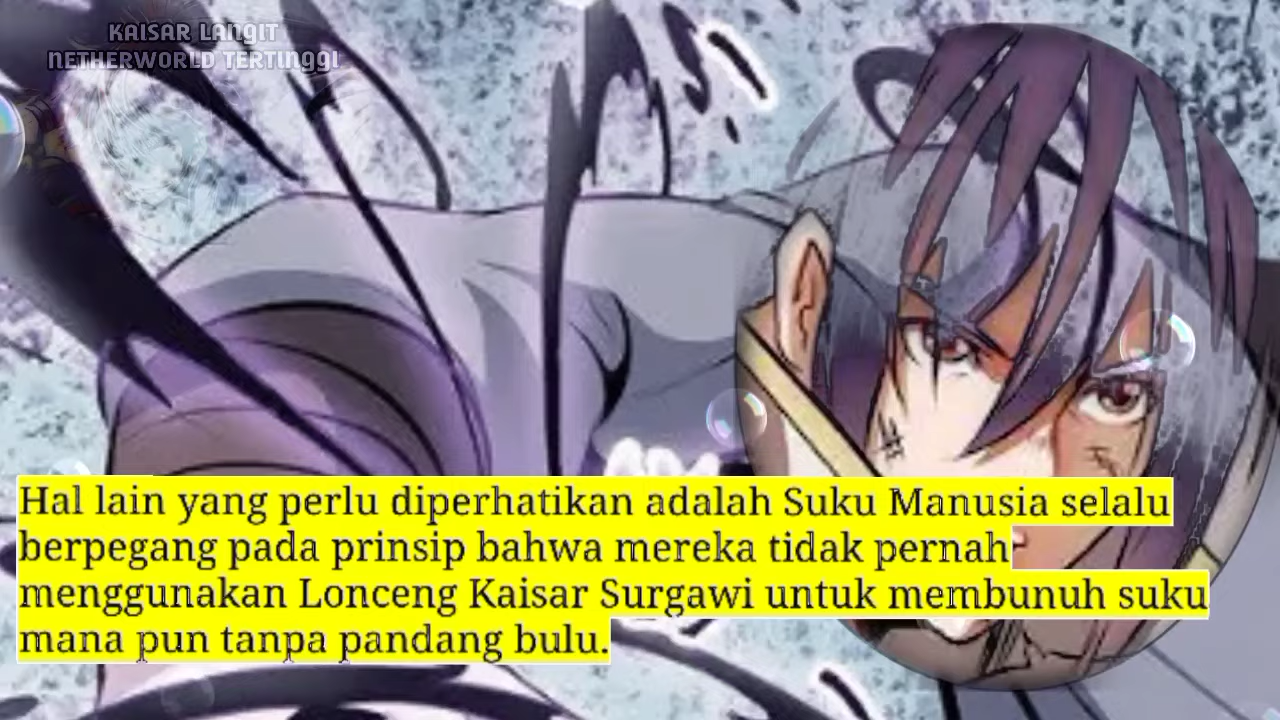 KAISAR LANGIT
NETHERWORLD TERTINGGI
Hal lain yang perlu diperhatikan adalah Suku Manusia selalu
berpegang pada prinsip bahwa mereka tidak pernah
menggunakan Lonceng Kaisar Surgawi untuk membunuh suku
mana pun tanpa pandang bulu.